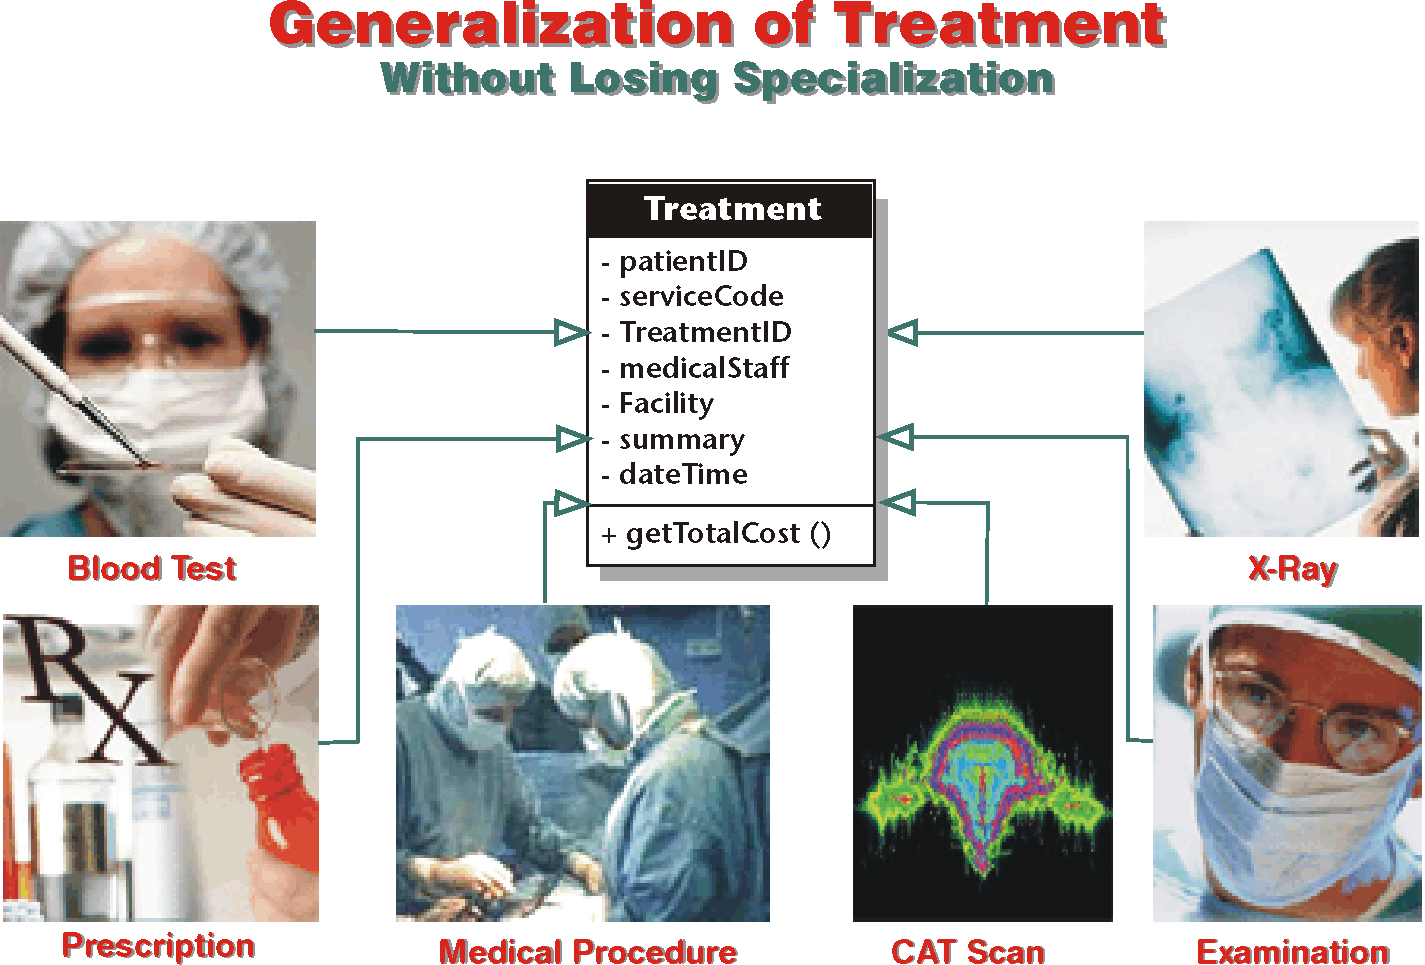 Generalization of Treatment
Without Losing Specialization
Treatment
- patientID
- serviceCode
- TreatmentID
- medicalStaff
- Facility
- summary
- dateTime
+ getTotalCost ()
Blood Test
X-Ray
RX
Prescription
Medical Procedure
CAT Scan
Examination